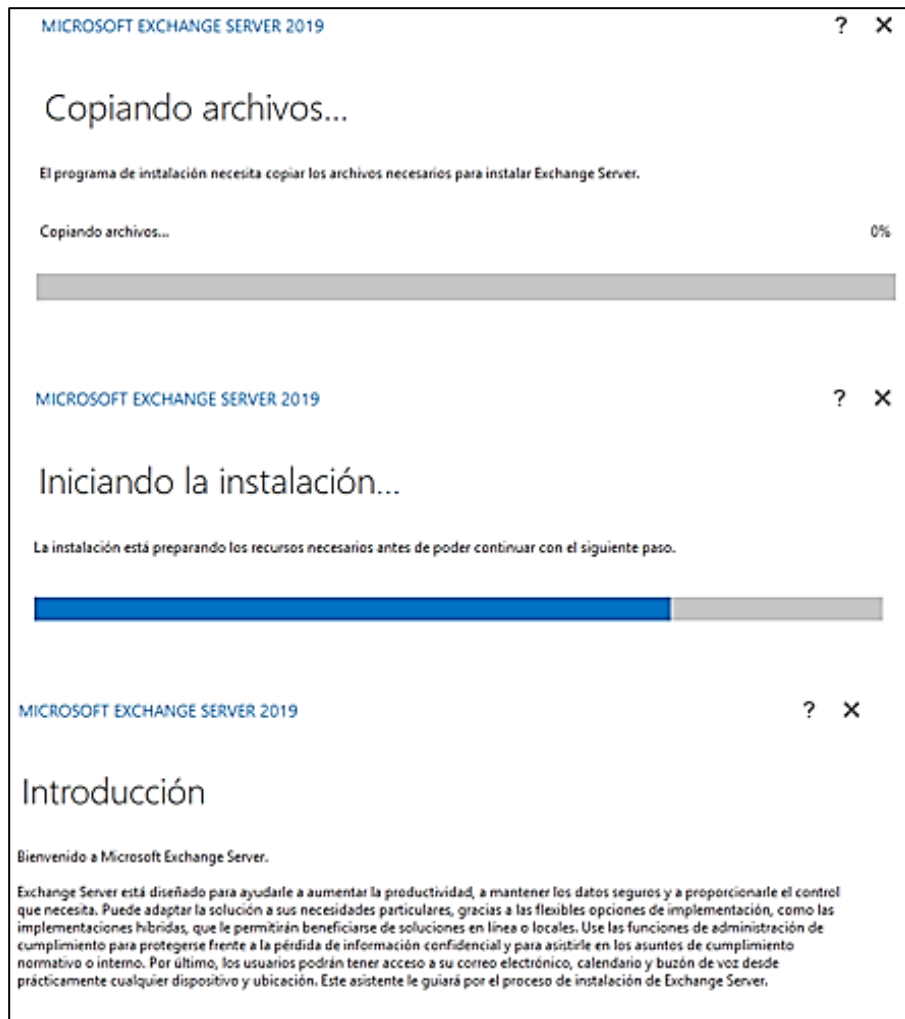 MICROSOFT EXCHANGE SERVER 2019 ? X
Copiando archivos...
El programa de instalación necesita copiar los archivos necesarios para instalar Exchange Server.
Copiando archivos... 0%
MICROSOFT EXCHANGE SERVER 2019 ? X
Iniciando la instalación...
La instalación está preparando los recursos necesarios antes de poder continuar con el siguiente paso.
MICROSOFT EXCHANGE SERVER 2019 ? X
Introducción
Bienvenido a Microsoft Exchange Server.
Exchange Server está diseñado para ayudarle a aumentar la productividad, a mantener los datos seguros y a proporcionarle el control
que necesita. Puede adaptar la solución a sus necesidades particulares, gracias a las flexibles opciones de implementación, como las
implementaciones híbridas, que le permitirán beneficiarse de soluciones en línea o locales. Use las funciones de administración de
cumplimiento para protegerse frente a la pérdida de información confidencial y para asistirle en los asuntos de cumplimiento
normativo o interno. Por último, los usuarios podrán tener acceso a su correo electrónico, calendario y buzón de voz desde
prácticamente cualquier dispositivo y ubicación. Este asistente le guiará por el proceso de instalación de Exchange Server.